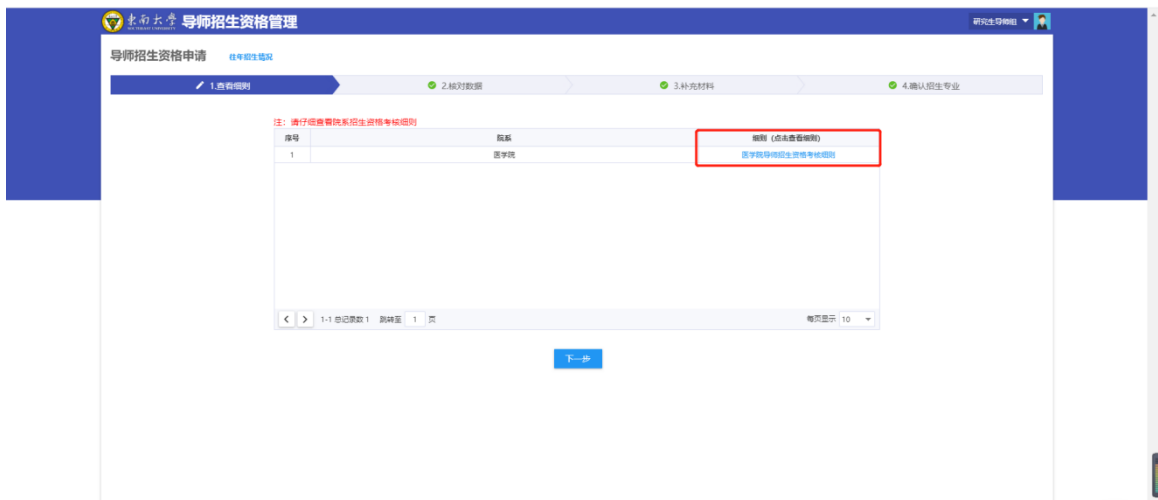 东南大学 导师招生资格管理
研究生导师组
导师招生资格申请 往年招生情况
1.查看细则 2.核对数据 3.补充材料 4.确认招生专业
注：请仔细查看院系招生资格考核细则
序号 院系 细则（点击查看细则）
1 医学院 医学院导师招生资格考核细则
1-1 总记录数 1 跳转至 1 页 每页显示 10
下一步